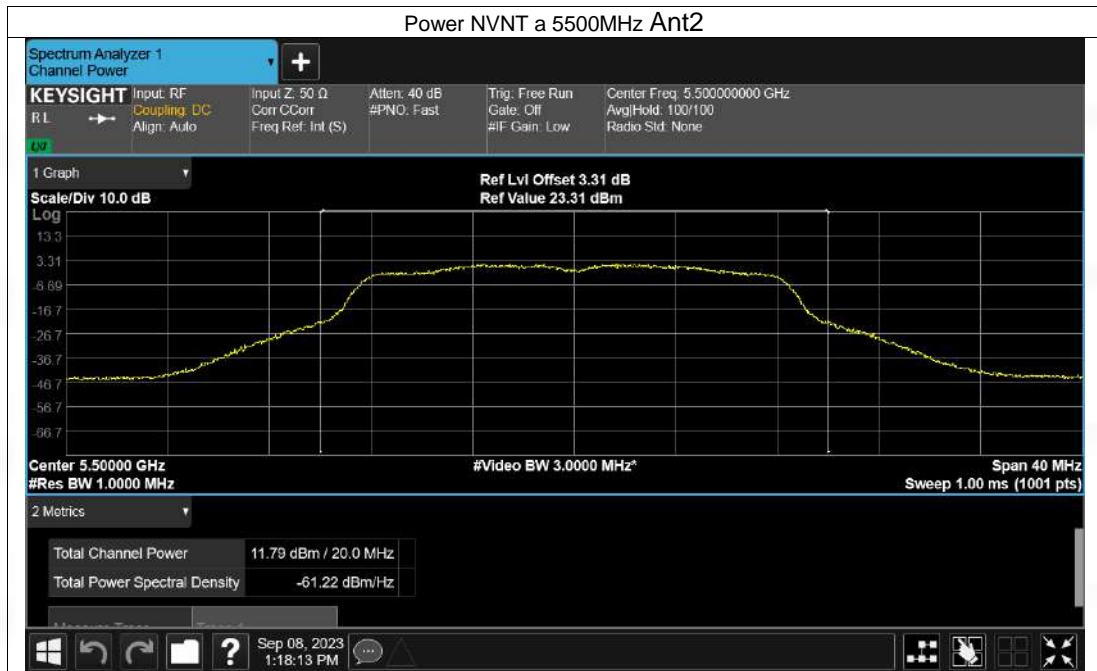 Power NVNT a 5500MHz Ant2
Spectrum Analyzer 1
Channel Power
KEYSIGHT
R L
LXI
Input: RF
Coupling: DC
Align: Auto
Input Z: 50 Ω
Corr CCorr
Freq Ref: Int (S)
Atten: 40 dB
#PNO: Fast
Trig: Free Run
Gate: Off
#IF Gain: Low
Center Freq: 5.500000000 GHz
Avg|Hold: 100/100
Radio Std: None
1 Graph
Scale/Div 10.0 dB
Ref Lvl Offset 3.31 dB
Ref Value 23.31 dBm
Log
13.3
3.31
-6.69
-16.7
-26.7
-36.7
-46.7
-56.7
-66.7
Center 5.50000 GHz
#Video BW 3.0000 MHz*
Span 40 MHz
#Res BW 1.0000 MHz
Sweep 1.00 ms (1001 pts)
2 Metrics
Total Channel Power 11.79 dBm / 20.0 MHz
Total Power Spectral Density -61.22 dBm/Hz
Sep 08, 2023
1:18:13 PM